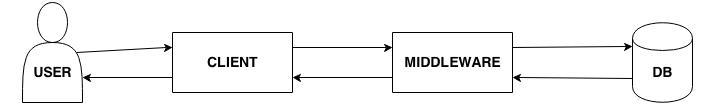 USER
CLIENT
MIDDLEWARE
DB